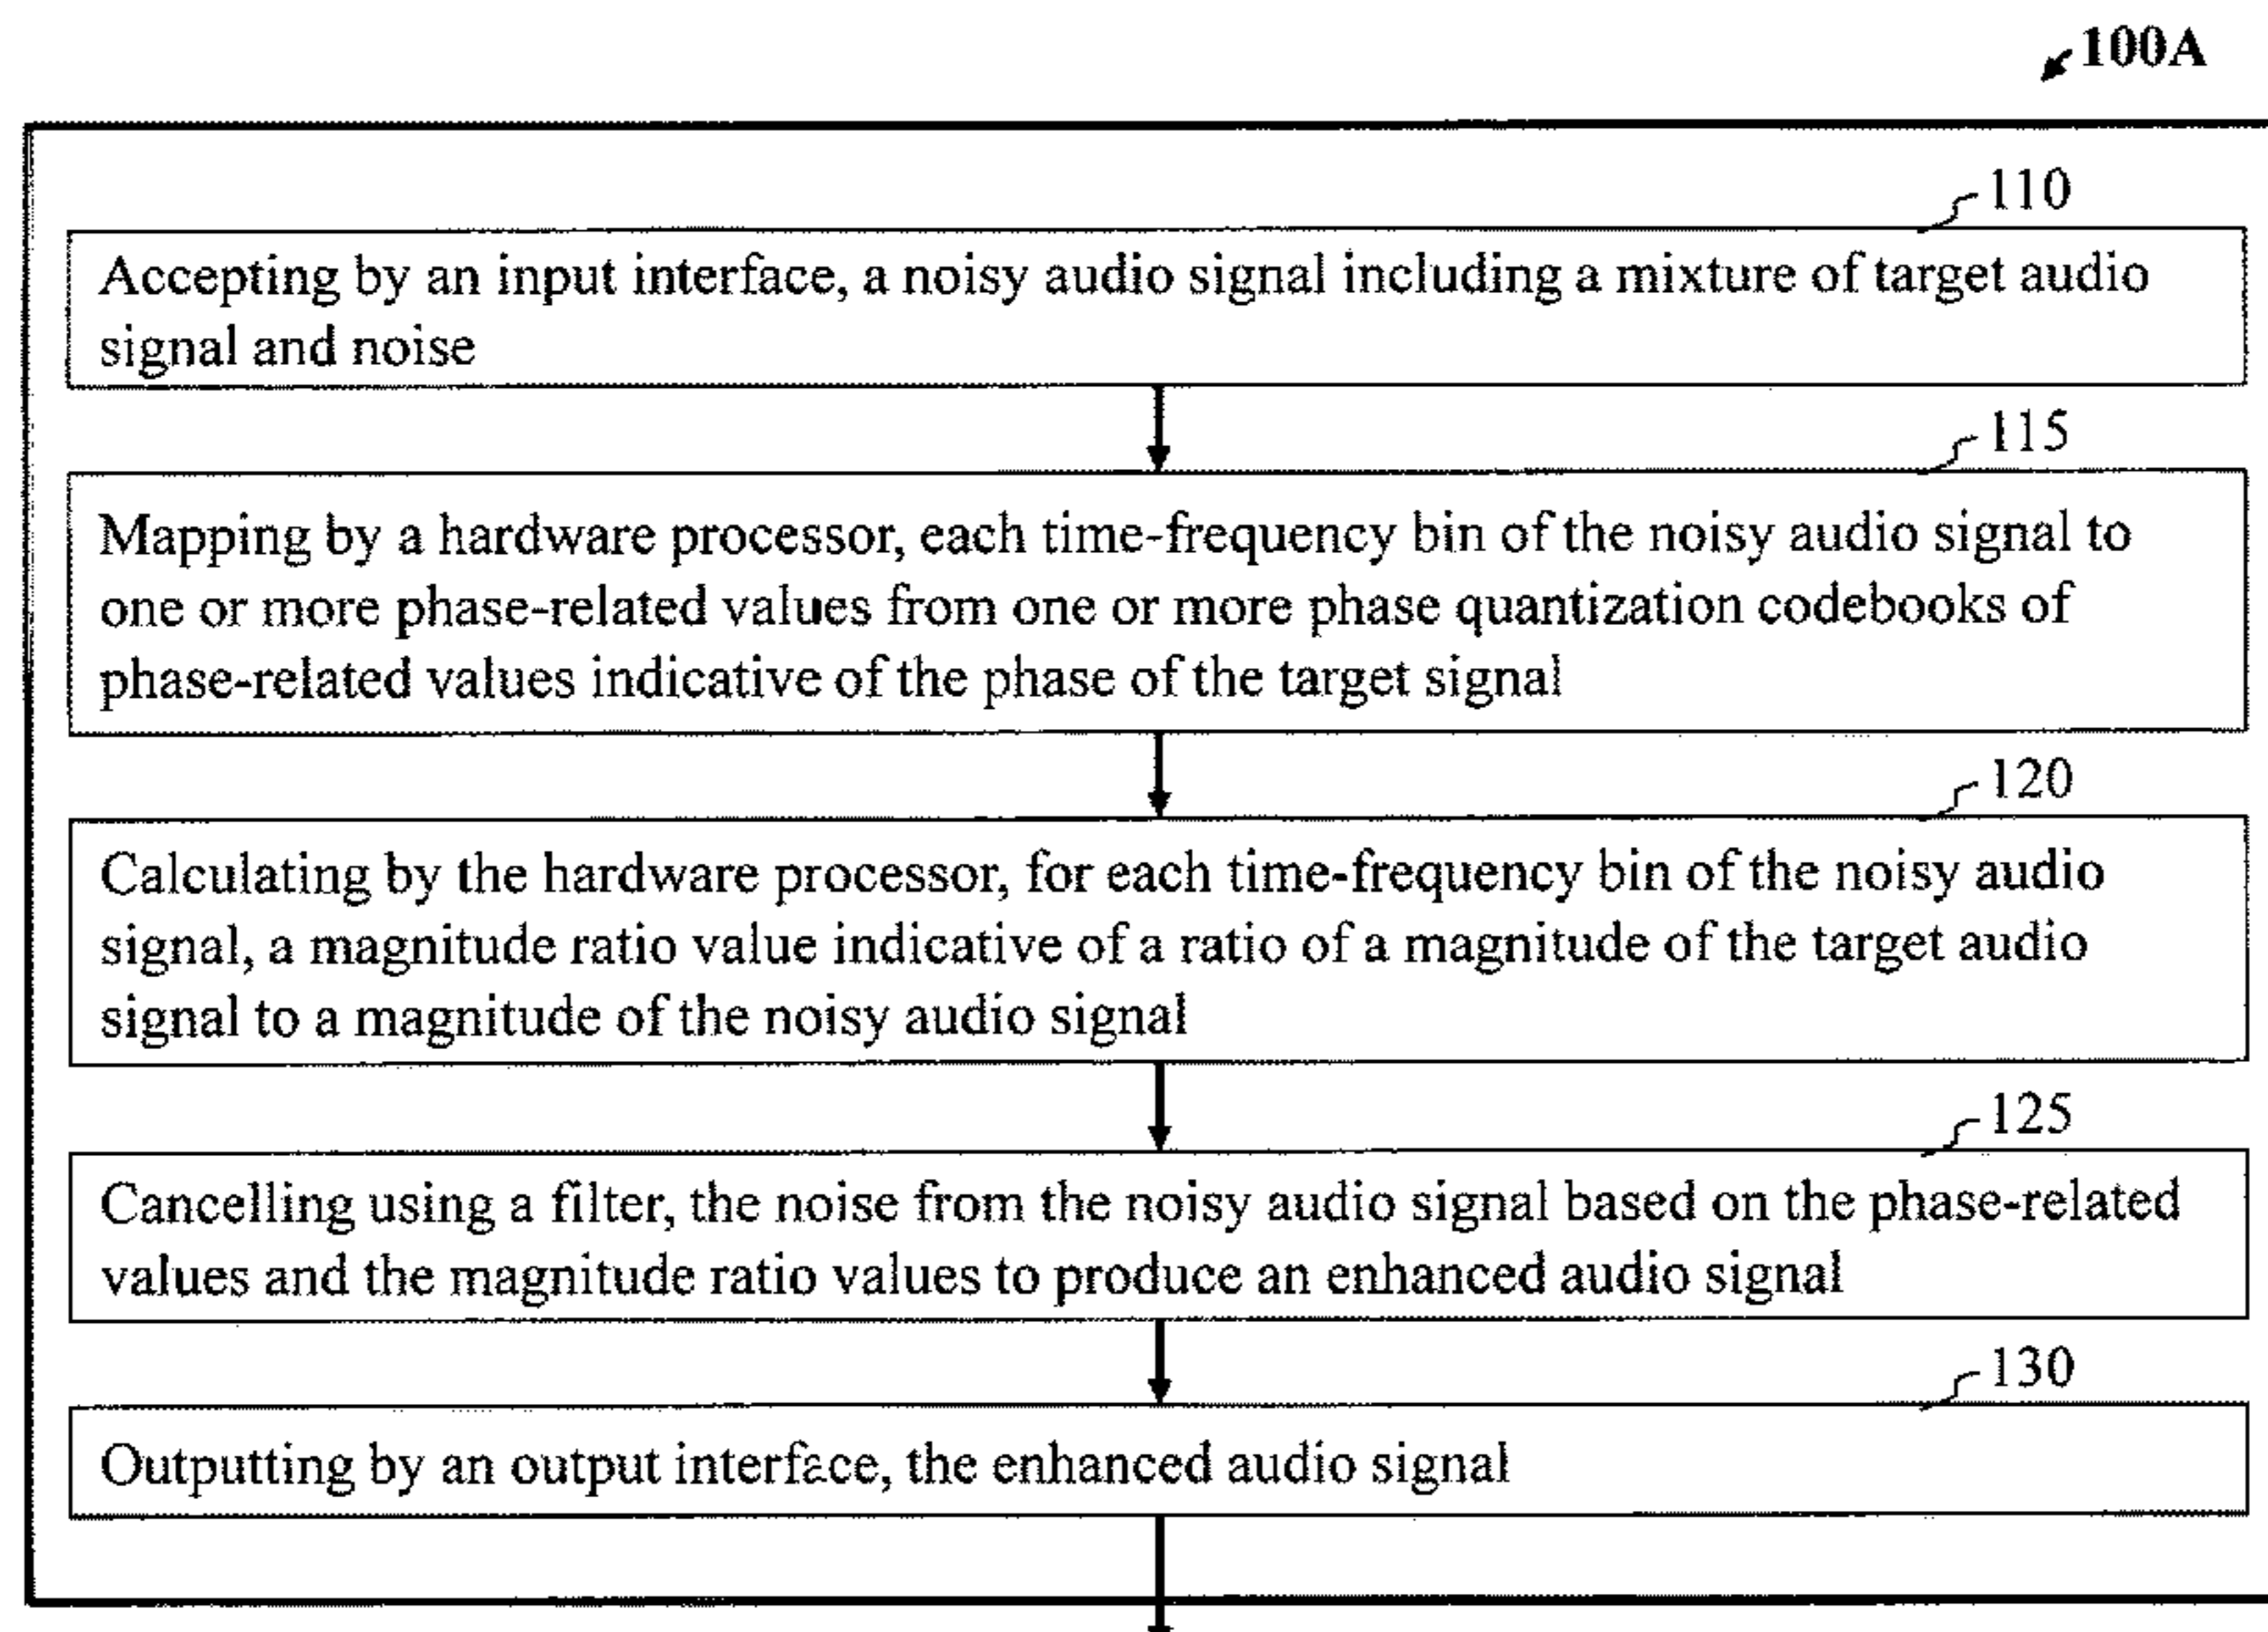 100A
110
Accepting by an input interface, a noisy audio signal including a mixture of target audio
signal and noise
115
Mapping by a hardware processor, each time-frequency bin of the noisy audio signal to
one or more phase-related values from one or more phase quantization codebooks of
phase-related values indicative of the phase of the target signal
120
Calculating by the hardware processor, for each time-frequency bin of the noisy audio
signal, a magnitude ratio value indicative of a ratio of a magnitude of the target audio
signal to a magnitude of the noisy audio signal
125
Cancelling using a filter, the noise from the noisy audio signal based on the phase-related
values and the magnitude ratio values to produce an enhanced audio signal
130
Outputting by an output interface, the enhanced audio signal